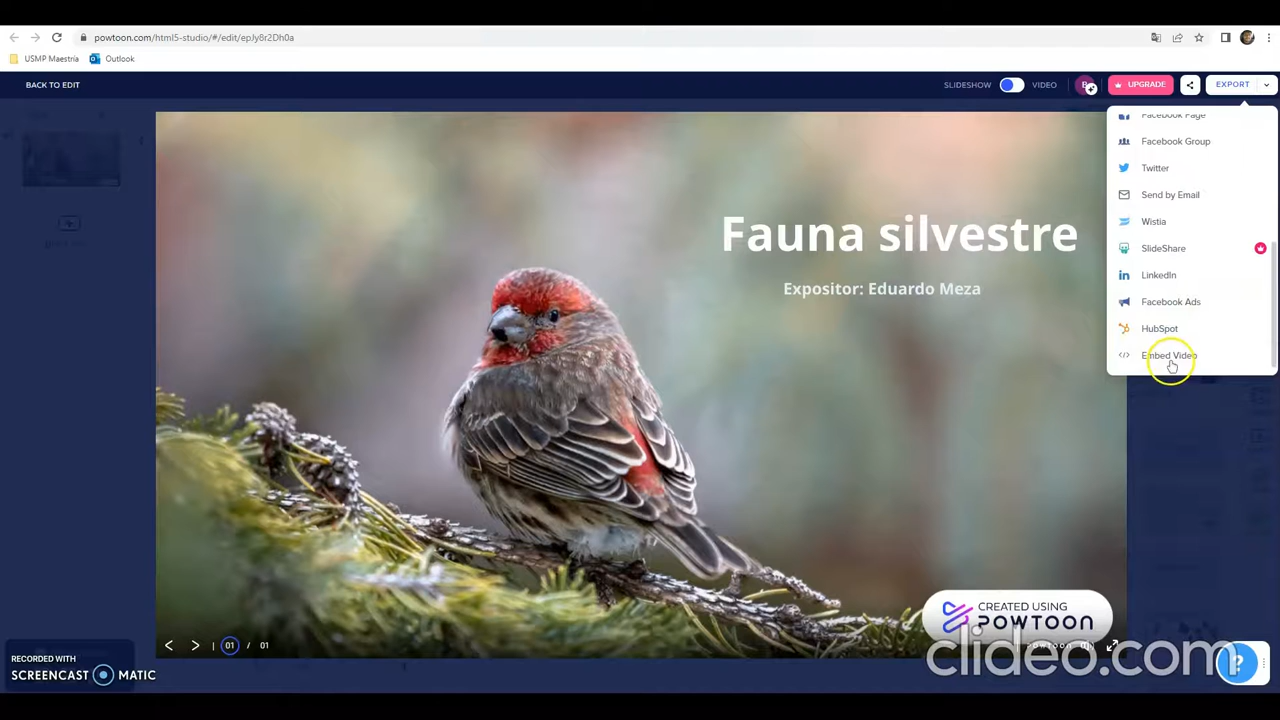 powtoon.com/html5-studio/#/edit/epJy8r2Dh0a
USMP Maestría
Outlook
BACK TO EDIT
SLIDESHOW
VIDEO
UPGRADE
EXPORT
Facebook Page
Facebook Group
Twitter
Send by Email
Wistia
SlideShare
LinkedIn
Facebook Ads
HubSpot
Embed Video
Fauna silvestre
Expositor: Eduardo Meza
CREATED USING
POWTOON
< > | 01 / 01
POWTOON
clideo.com
?
RECORDED WITH
SCREENCAST MATIC